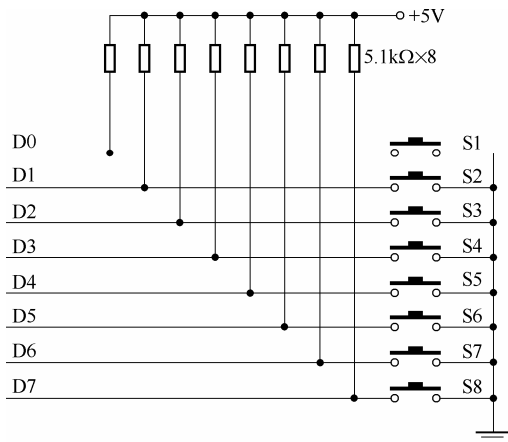 +5V
5.1kΩ×8
D0 S1
D1 S2
D2 S3
D3 S4
D4 S5
D5 S6
D6 S7
D7 S8